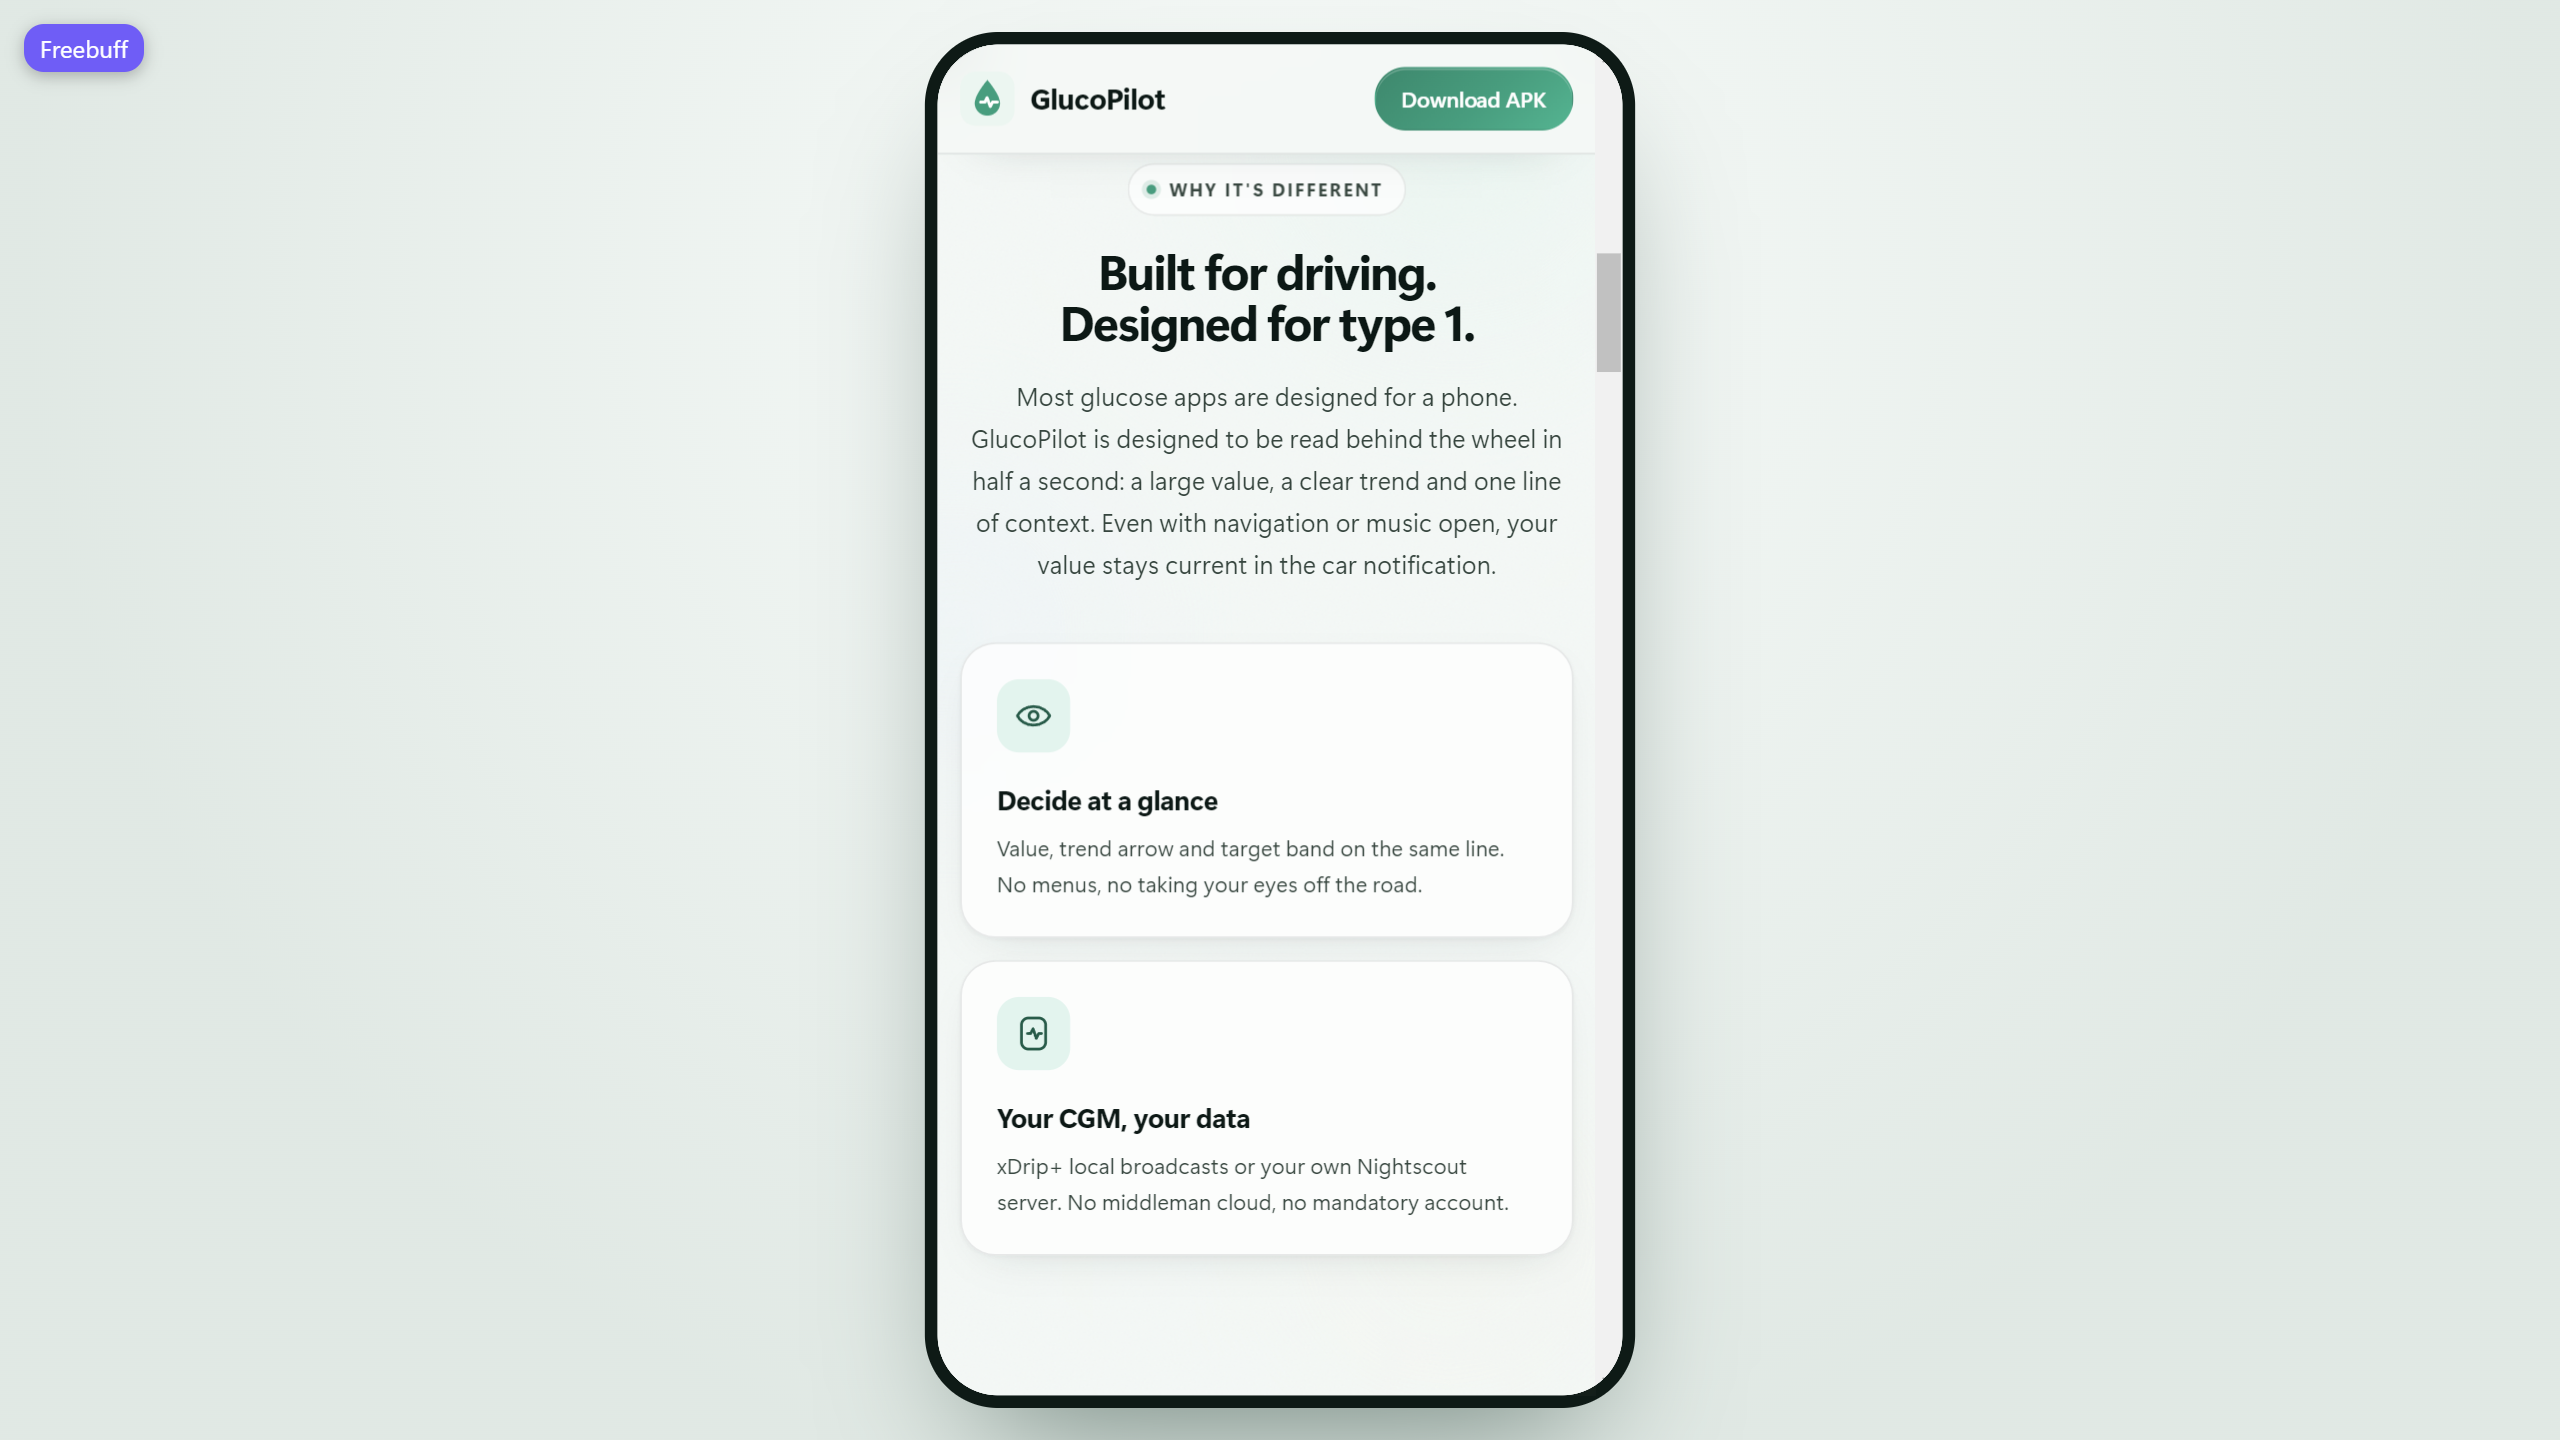 Freebuff
GlucoPilot
Download APK
WHY IT'S DIFFERENT
Built for driving.
Designed for type 1.
Most glucose apps are designed for a phone.
GlucoPilot is designed to be read behind the wheel in
half a second: a large value, a clear trend and one line
of context. Even with navigation or music open, your
value stays current in the car notification.
Decide at a glance
Value, trend arrow and target band on the same line.
No menus, no taking your eyes off the road.
Your CGM, your data
xDrip+ local broadcasts or your own Nightscout
server. No middleman cloud, no mandatory account.